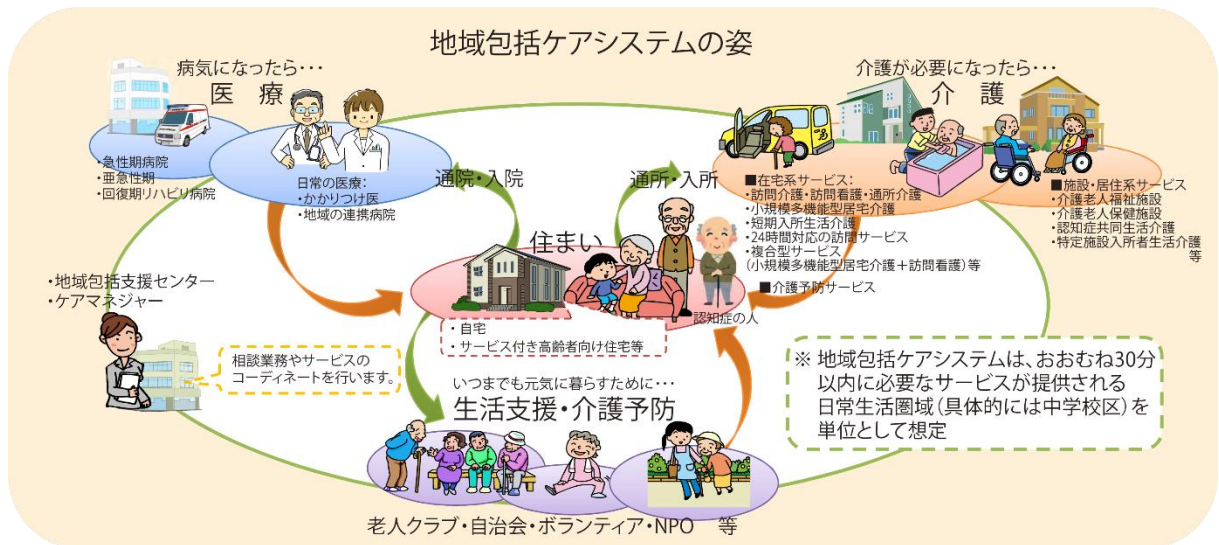 地域包括ケアシステムの姿
病気になったら･･･
医　療
・急性期病院
・亜急性期
・回復期リハビリ病院
日常の医療：
・かかりつけ医
・地域の連携病院
通院・入院
通所・入所
介護が必要になったら･･･
介　護
■在宅系サービス：
・訪問介護・訪問看護・通所介護
・小規模多機能型居宅介護
・短期入所生活介護
・24時間対応の訪問サービス
・複合型サービス
（小規模多機能型居宅介護＋訪問看護）等
■介護予防サービス
■施設・居住系サービス
・介護老人福祉施設
・介護老人保健施設
・認知症共同生活介護
・特定施設入所者生活介護
等
住まい
認知症の人
・自宅
・サービス付き高齢者向け住宅等
・地域包括支援センター
・ケアマネジャー
相談業務やサービスの
コーディネートを行います。
いつまでも元気に暮らすために･･･
生活支援・介護予防
老人クラブ・自治会・ボランティア・NPO　等
※ 地域包括ケアシステムは、おおむね30分
以内に必要なサービスが提供される
日常生活圏域（具体的には中学校区）を
単位として想定